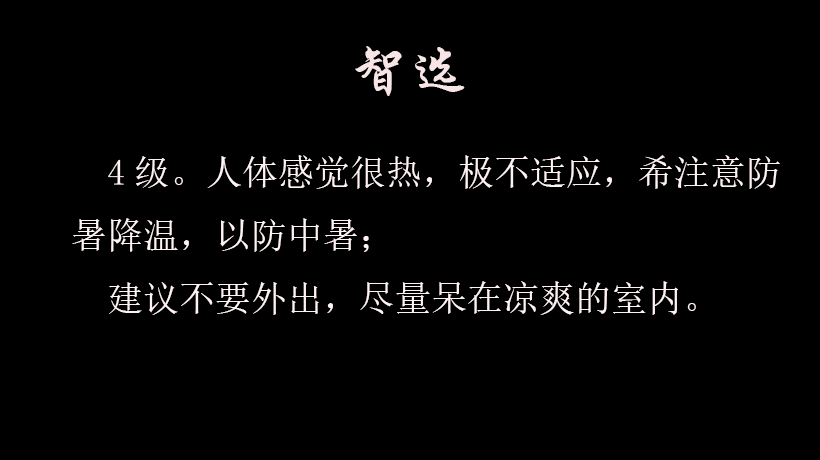 智选
4级。人体感觉很热，极不适应，希注意防
暑降温，以防中暑；
建议不要外出，尽量呆在凉爽的室内。